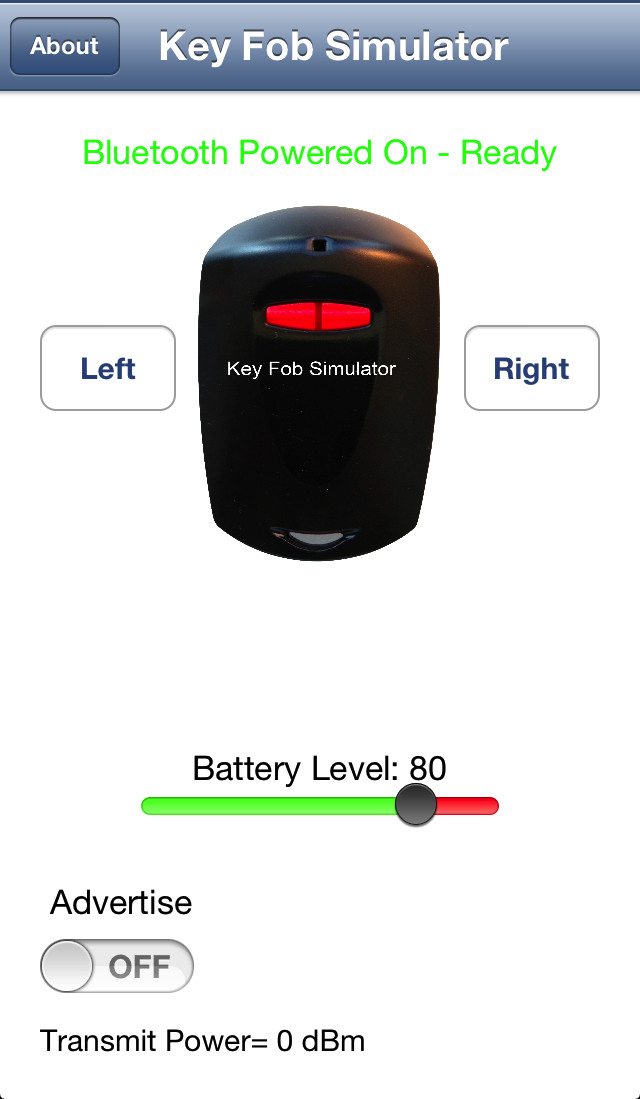 About
Key Fob Simulator
Bluetooth Powered On - Ready
Left
Key Fob Simulator
Right
Battery Level: 80
Advertise
OFF
Transmit Power= 0 dBm